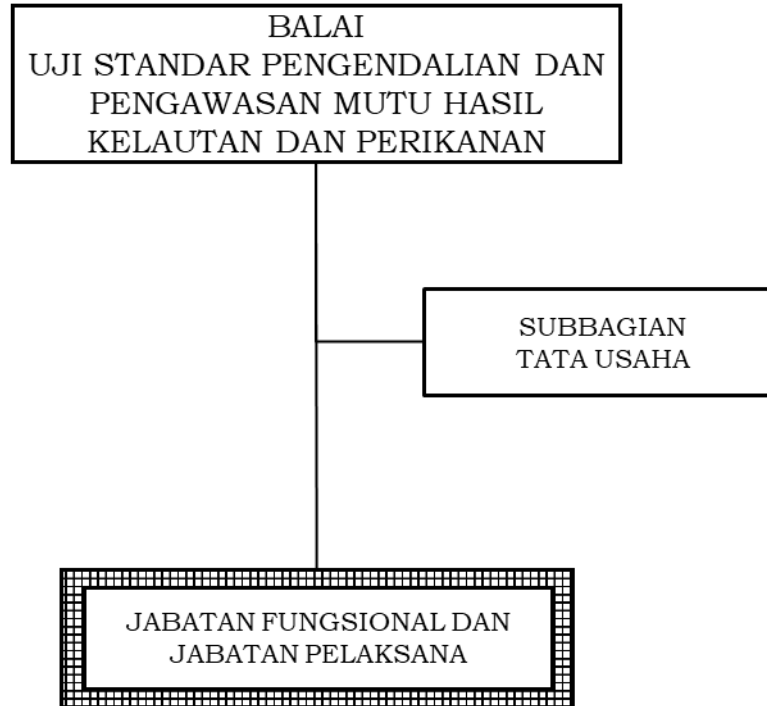 BALAI
UJI STANDAR PENGENDALIAN DAN
PENGAWASAN MUTU HASIL
KELAUTAN DAN PERIKANAN
SUBBAGIAN
TATA USAHA
JABATAN FUNGSIONAL DAN
JABATAN PELAKSANA